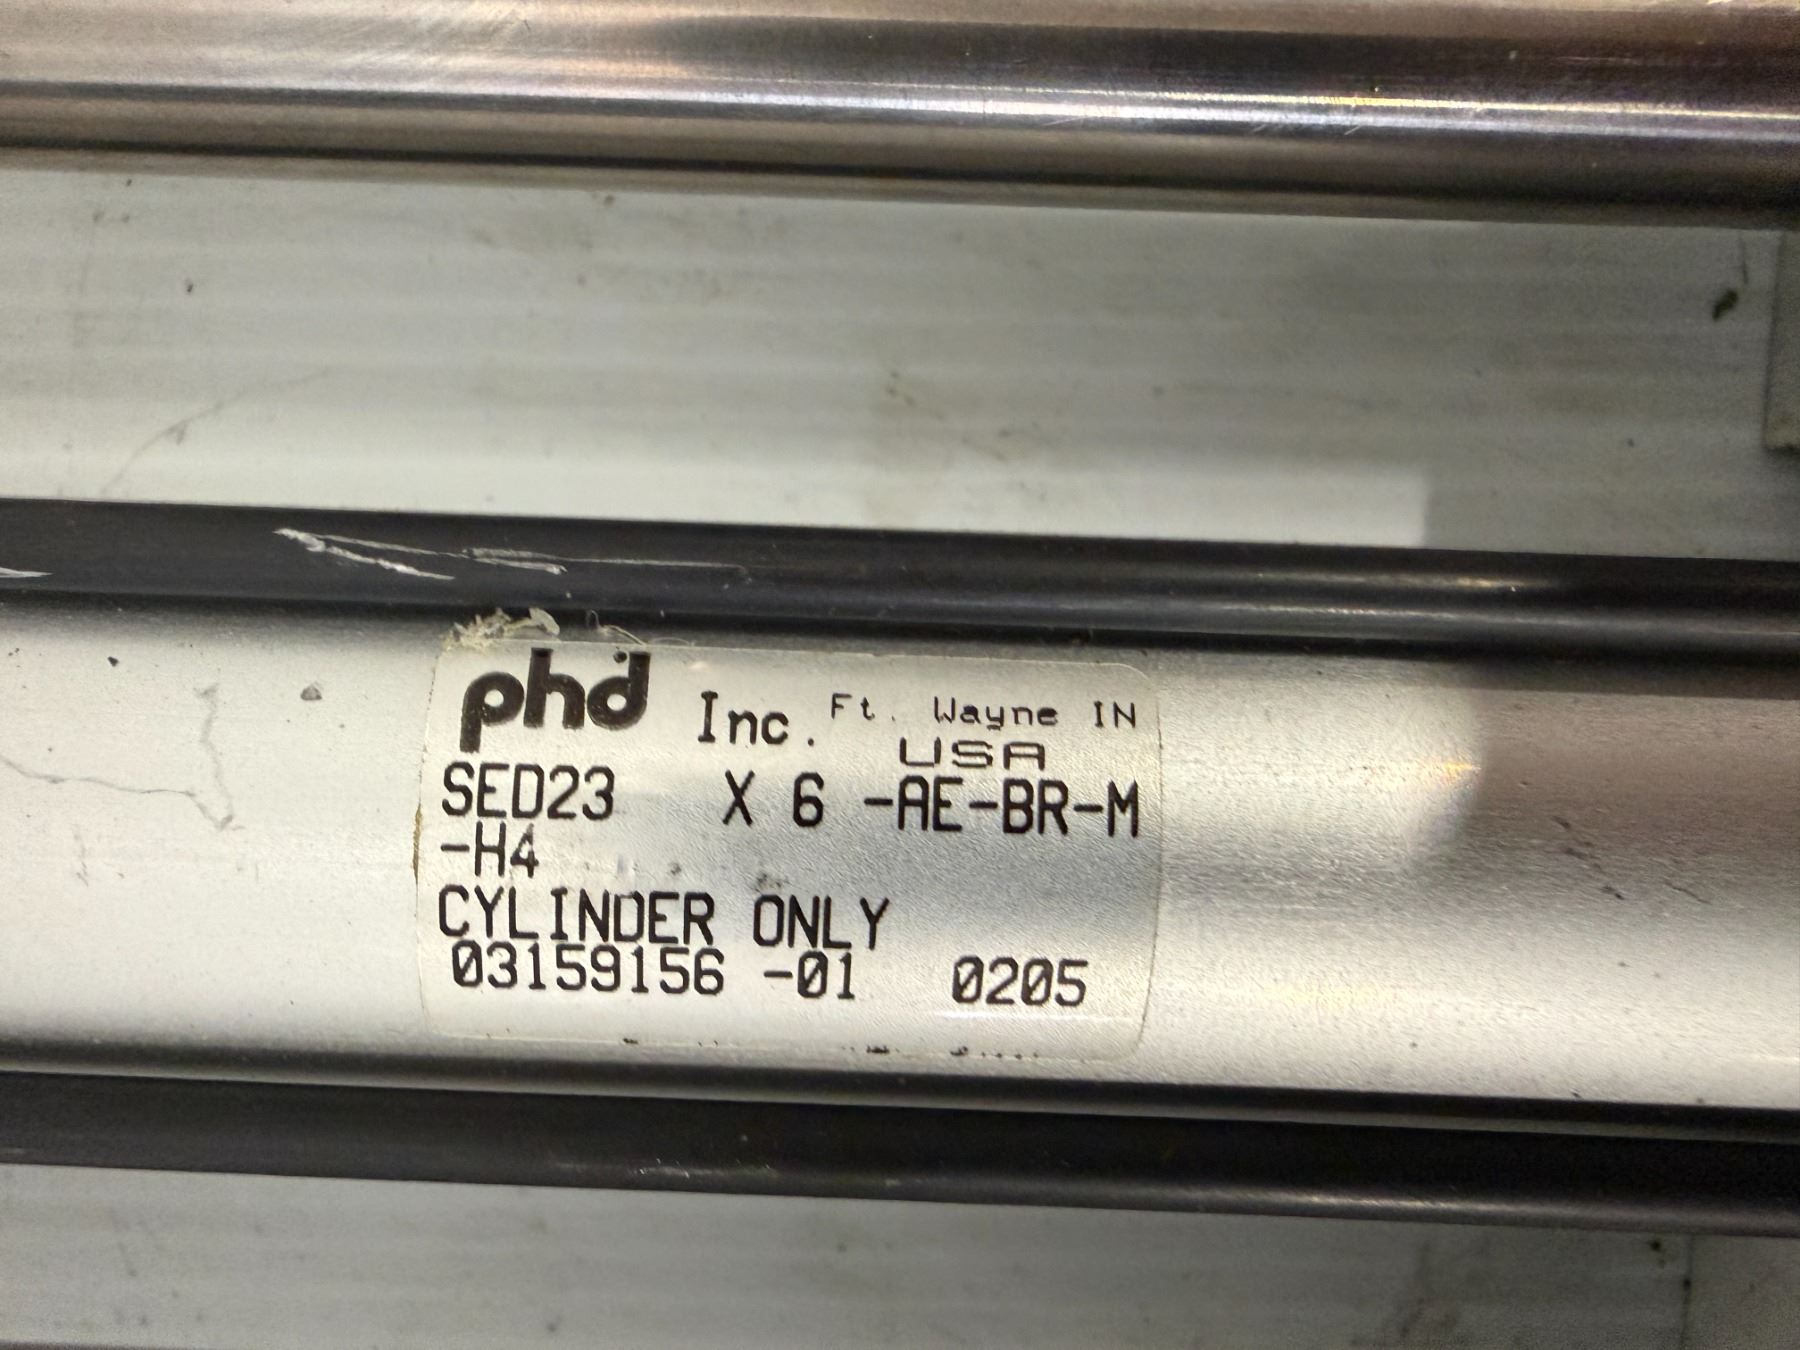 phd Inc. Ft. Wayne IN
USA
SED23 X 6 -AE-BR-M
-H4
CYLINDER ONLY
03159156 -01 0205